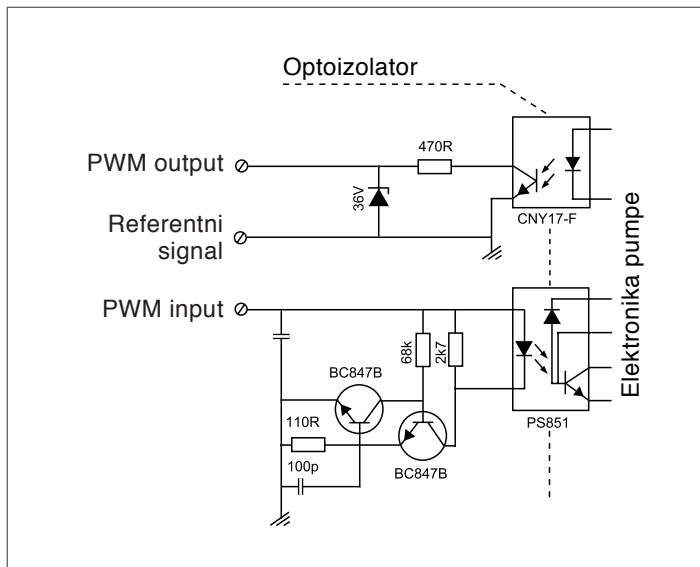 Optoizolator
470R
PWM output
36V
CNY17-F
Referentni
signal
PWM input
68k
2k7
BC847B
110R
100p
BC847B
PS851
Elektronika pumpe